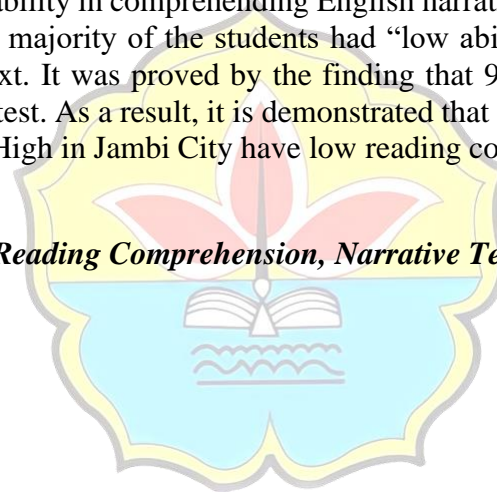 ability in comprehending English narrat
majority of the students had “low abi
xt. It was proved by the finding that 9
test. As a result, it is demonstrated that
High in Jambi City have low reading co
Reading Comprehension, Narrative Te